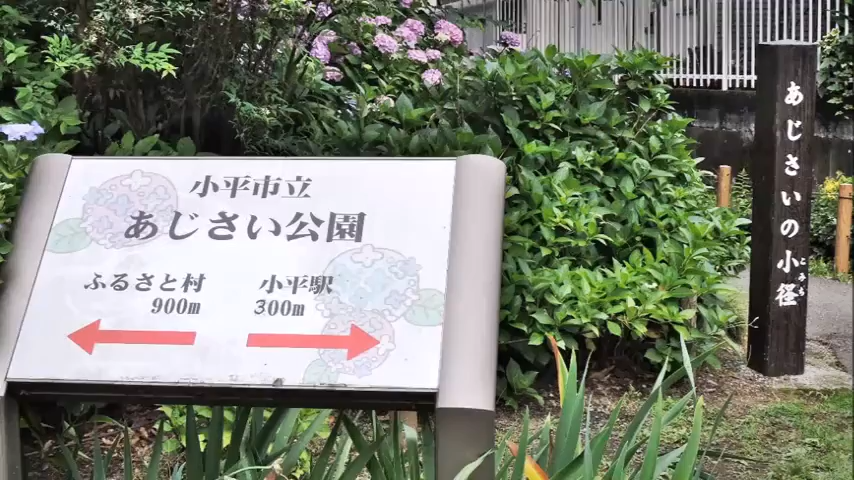 小平市立
あじさい公園
ふるさと村
900m
小平駅
300m
あじさいの小径
こみち